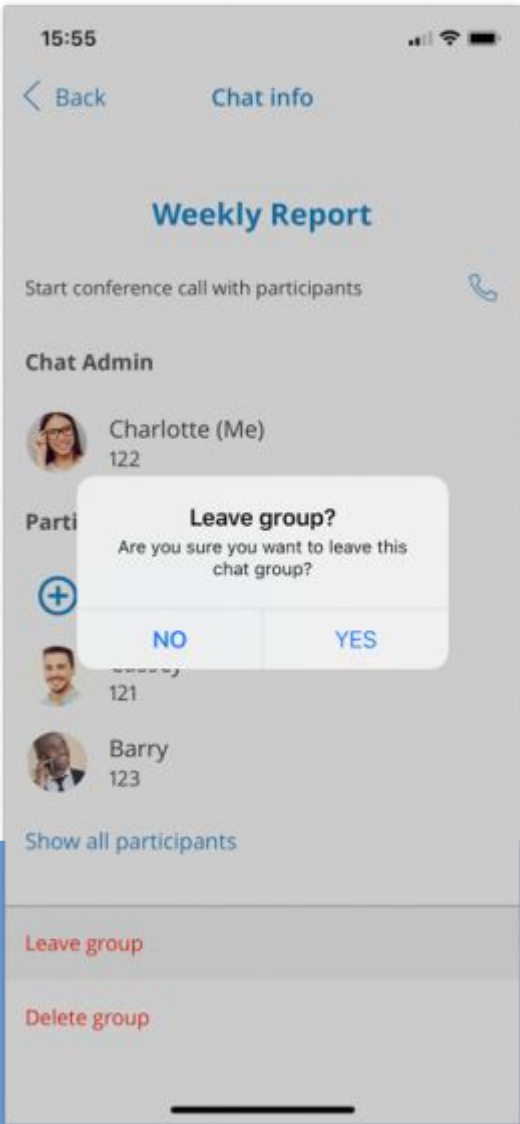 15:55
Back
Chat info
Weekly Report
Start conference call with participants
Chat Admin
Charlotte (Me)
122
Leave group?
Are you sure you want to leave this
chat group?
NO
YES
121
Barry
123
Show all participants
Leave group
Delete group